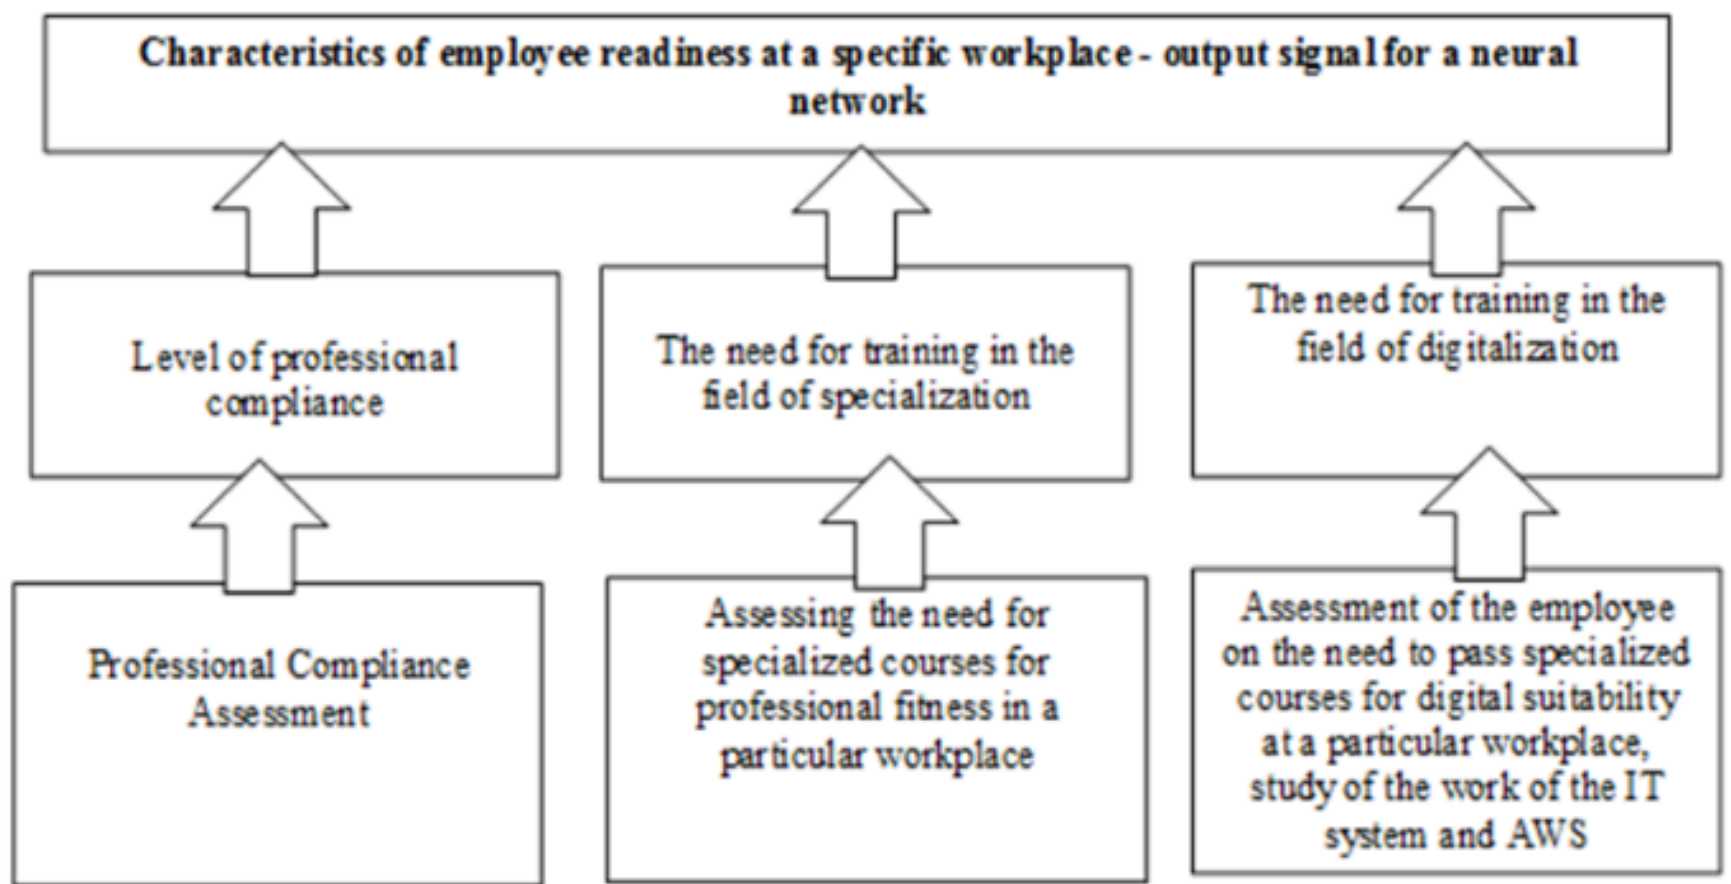 Characteristics of employee readiness at a specific workplace - output signal for a neural
network
Level of professional
compliance
The need for training in the
field of specialization
The need for training in the
field of digitalization
Professional Compliance
Assessment
Assessing the need for
specialized courses for
professional fitness in a
particular workplace
Assessment of the employee
on the need to pass specialized
courses for digital suitability
at a particular workplace,
study of the work of the IT
system and AWS